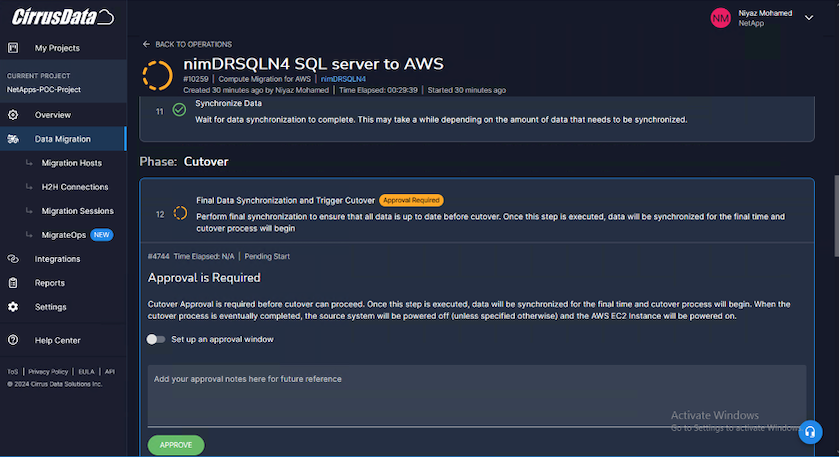 CirrusData
NM
Niyaz Mohamed
NetApp
My Projects
CURRENT PROJECT
NetApps-POC-Project
Overview
Data Migration
Migration Hosts
H2H Connections
Migration Sessions
MigrateOps NEW
Integrations
Reports
Settings
Help Center
ToS | Privacy Policy | EULA | API
© 2024 Cirrus Data Solutions Inc.
← BACK TO OPERATIONS
nimDRSQLN4 SQL server to AWS
#10259 | Compute Migration for AWS | nimDRSQLN4
Created 30 minutes ago by Niyaz Mohamed | Time Elapsed: 00:29:39 | Started 30 minutes ago
11 Synchronize Data
Wait for data synchronization to complete. This may take a while depending on the amount of data that needs to be synchronized.
Phase: Cutover
12 Final Data Synchronization and Trigger Cutover Approval Required
Perform final synchronization to ensure that all data is up to date before cutover. Once this step is executed, data will be synchronized for the final time and
cutover process will begin
#4744 Time Elapsed: N/A | Pending Start
Approval is Required
Cutover Approval is required before cutover can proceed. Once this step is executed, data will be synchronized for the final time and cutover process will begin. When the
cutover process is eventually completed, the source system will be powered off (unless specified otherwise) and the AWS EC2 Instance will be powered on.
Set up an approval window
Add your approval notes here for future reference
APPROVE
Activate Windows
Go to Settings to activate Windows